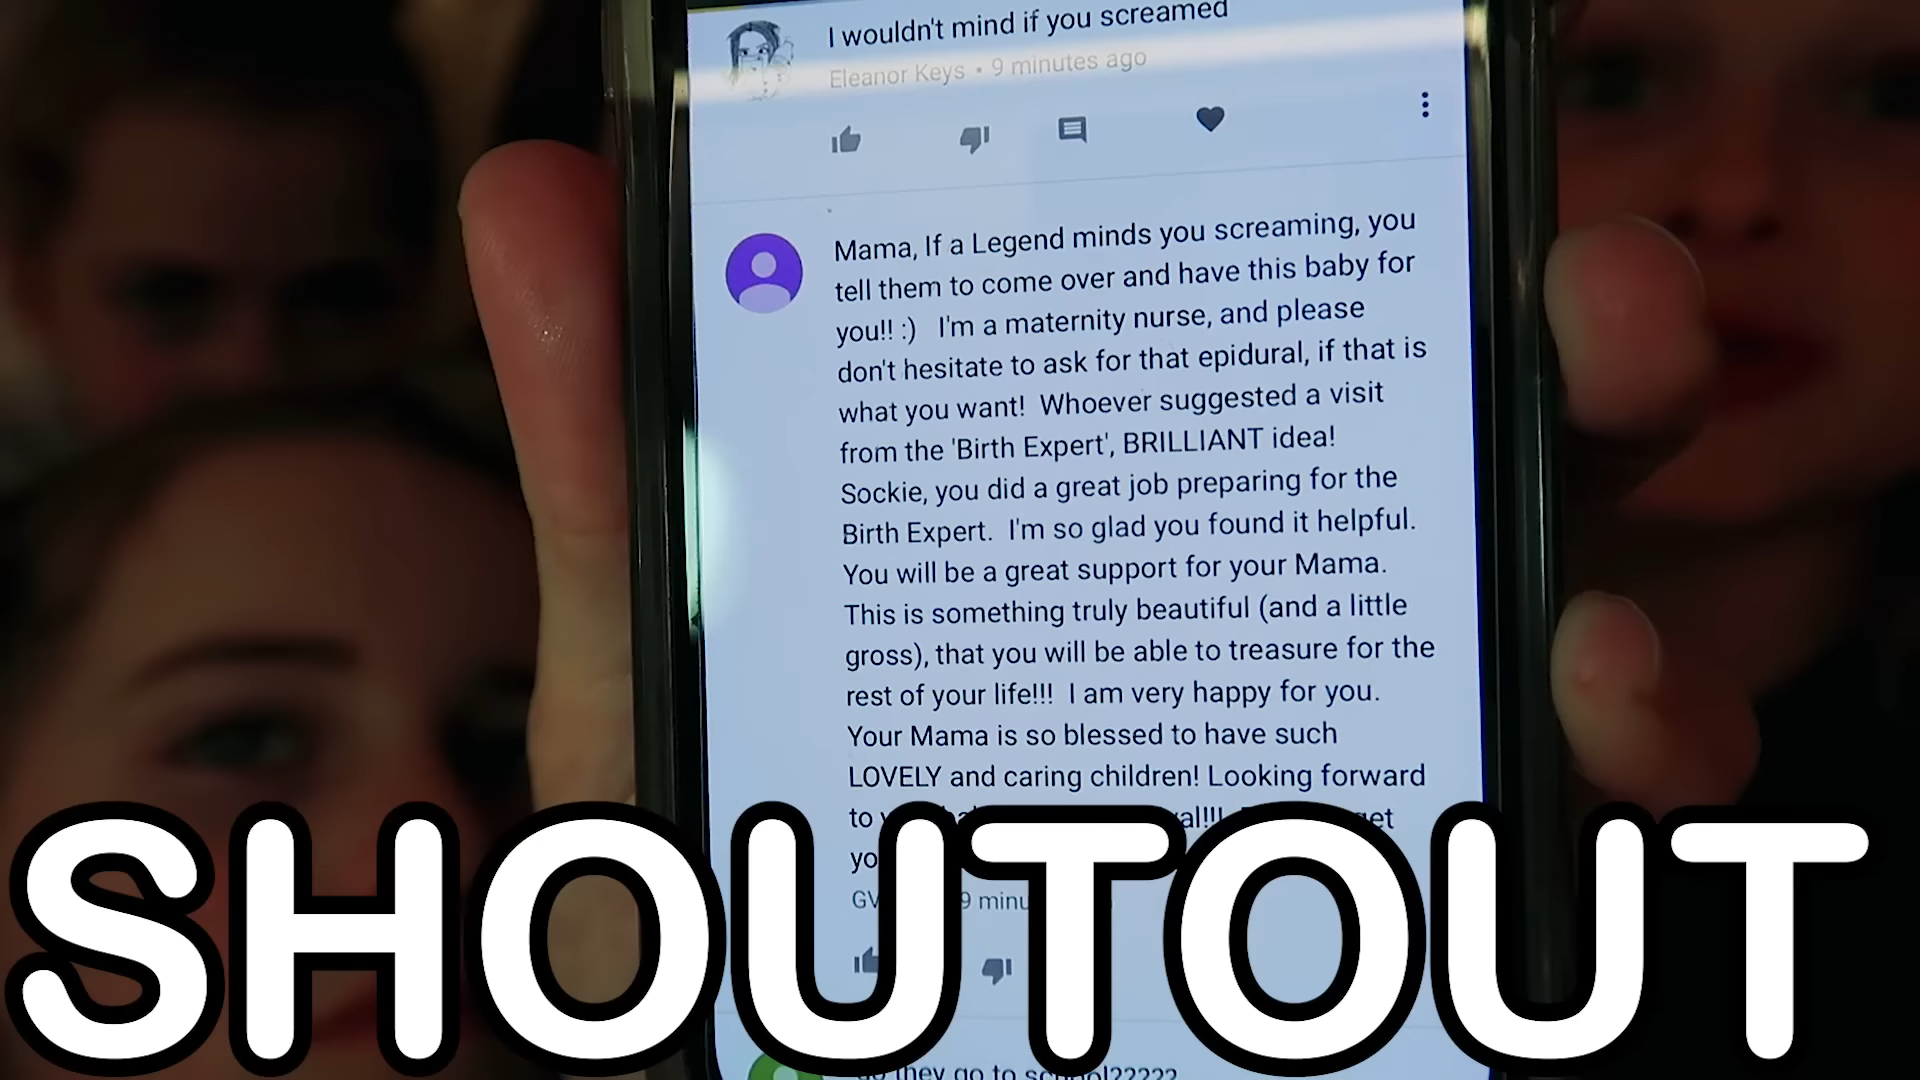 I wouldn't mind if you screamed
Eleanor Keys • 9 minutes ago
Mama, If a Legend minds you screaming, you
tell them to come over and have this baby for
you!! :) I'm a maternity nurse, and please
don't hesitate to ask for that epidural, if that is
what you want! Whoever suggested a visit
from the 'Birth Expert', BRILLIANT idea!
Sockie, you did a great job preparing for the
Birth Expert. I'm so glad you found it helpful.
You will be a great support for your Mama.
This is something truly beautiful (and a little
gross), that you will be able to treasure for the
rest of your life!!! I am very happy for you.
Your Mama is so blessed to have such
LOVELY and caring children! Looking forward
to
9
SHOUTOUT
they go to school?????